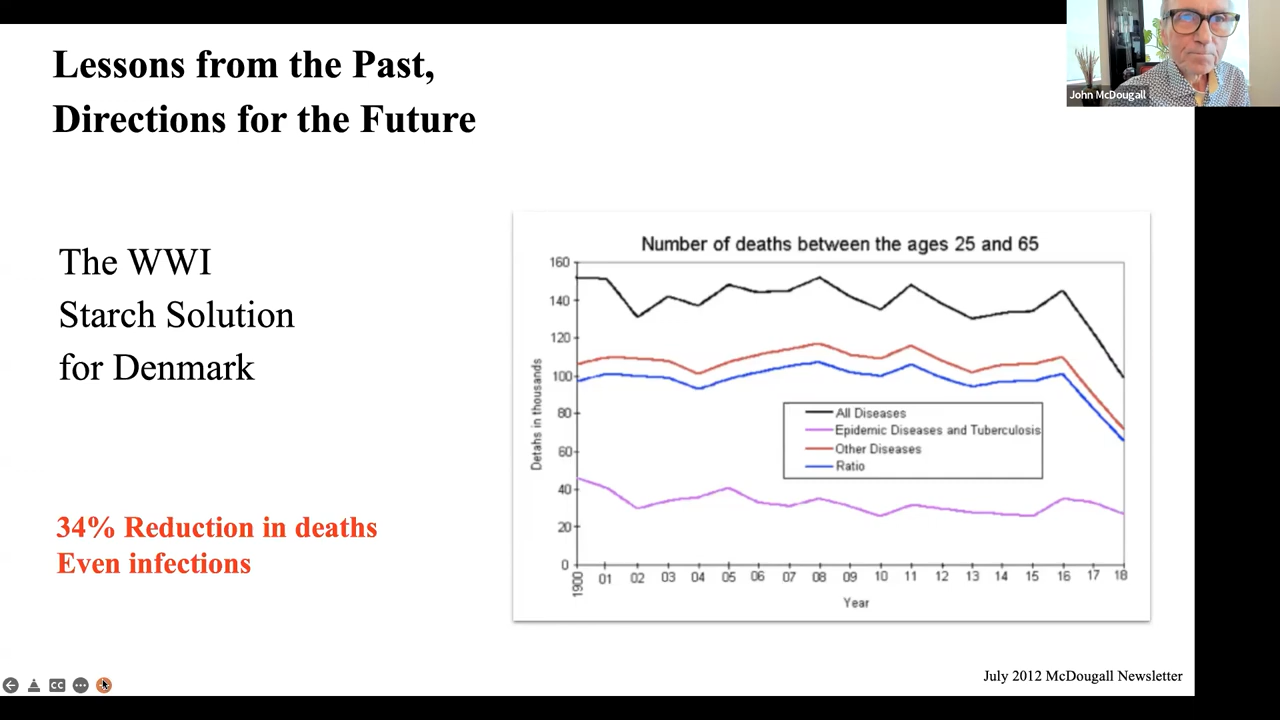 Lessons from the Past,
Directions for the Future
John McDougall
The WWI
Starch Solution
for Denmark
34% Reduction in deaths
Even infections
Number of deaths between the ages 25 and 65
160
140
120
100
80
60
40
20
0
Detahs in thousands
All Diseases
Epidemic Diseases and Tuberculosis
Other Diseases
Ratio
1900 01 02 03 04 05 06 07 08 09 10 11 12 13 14 15 16 17 18
Year
July 2012 McDougall Newsletter
CC